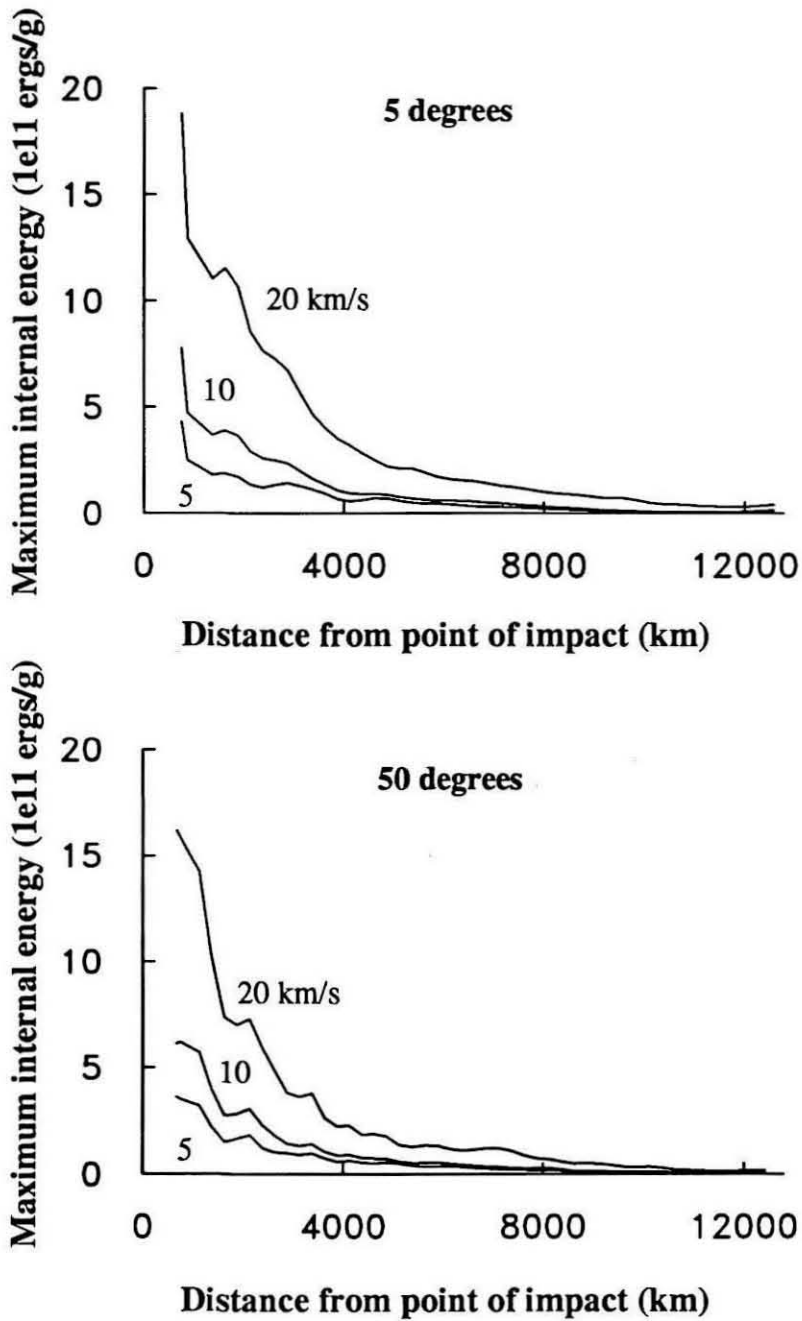 Maximum internal energy (1e11 ergs/g)
20
15
10
5
0
5 degrees
20 km/s
10
5
0 4000 8000 12000
Distance from point of impact (km)
Maximum internal energy (1e11 ergs/g)
20
15
10
5
0
50 degrees
20 km/s
10
5
0 4000 8000 12000
Distance from point of impact (km)